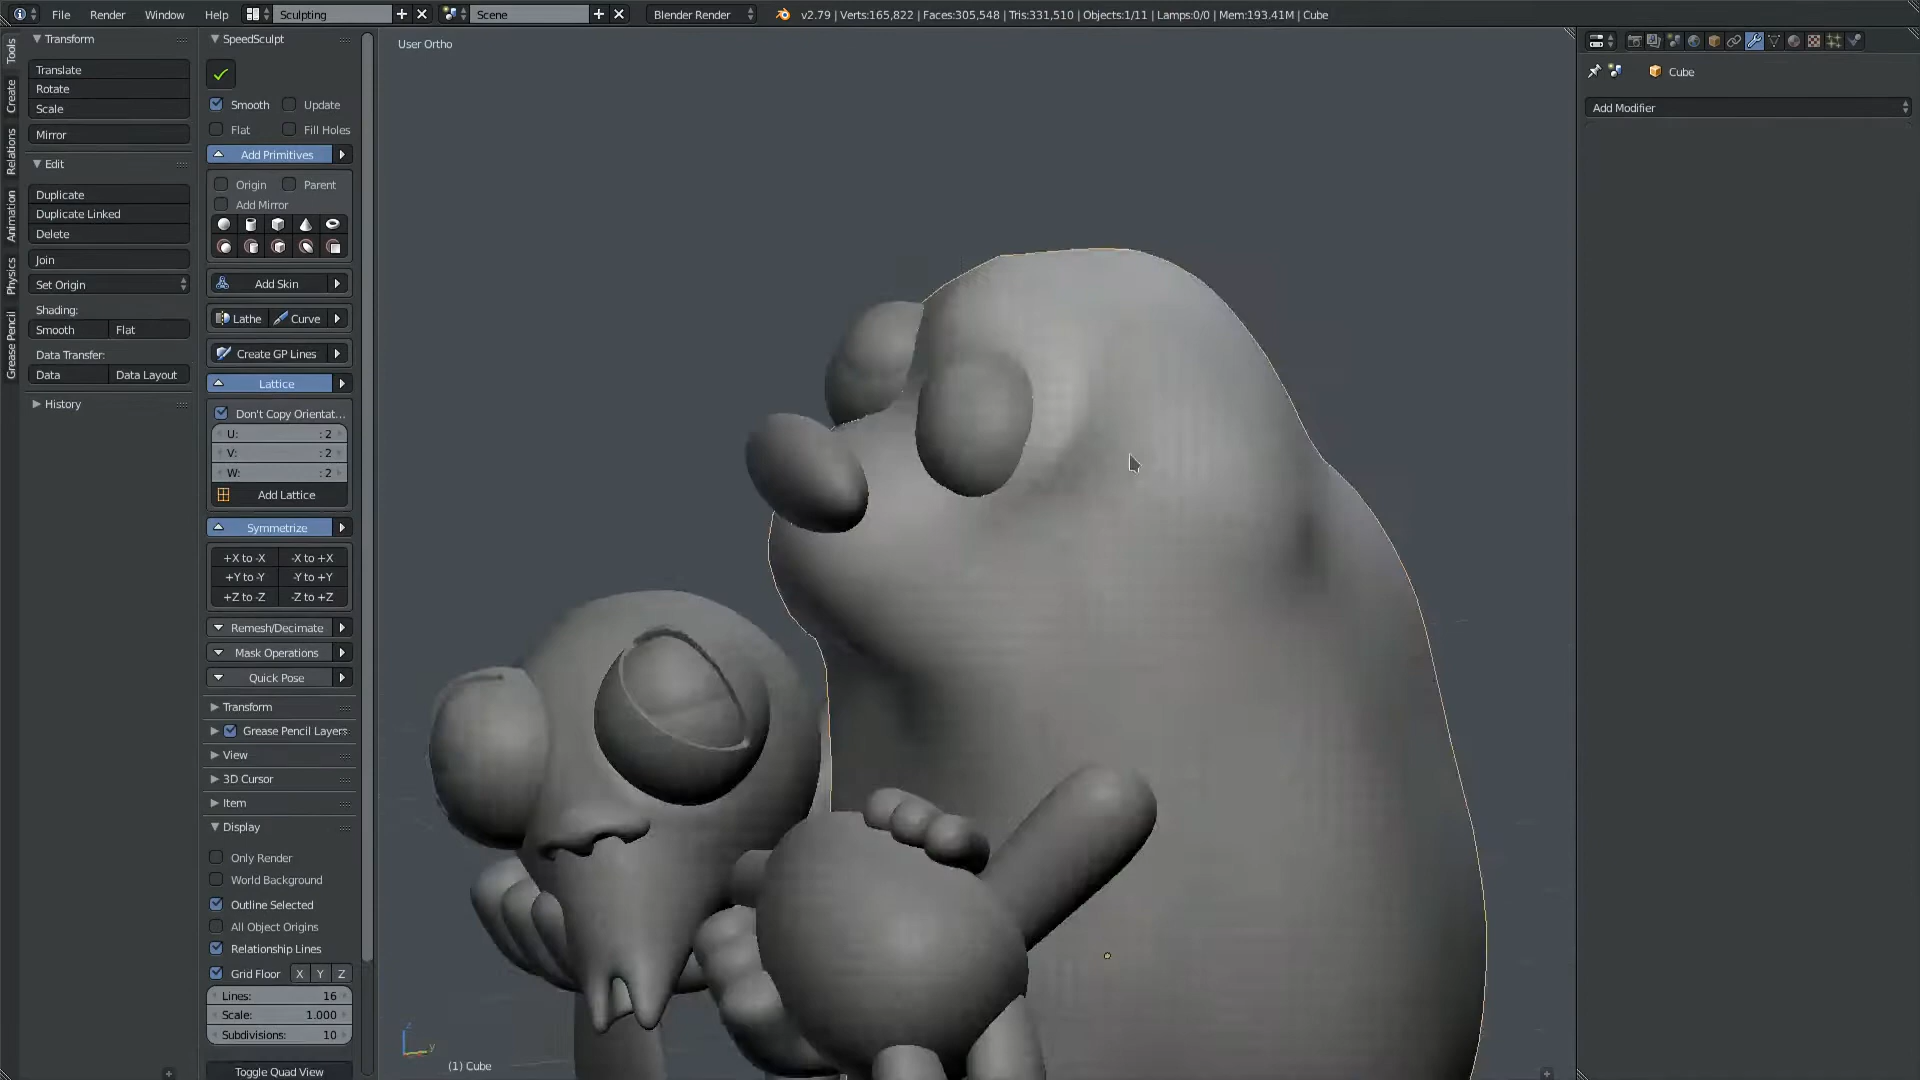 File Render Window Help Sculpting Scene Blender Render v2.79 | Verts:165,822 | Faces:305,548 | Tris:331,510 | Objects:1/11 | Lamps:0/0 | Mem:193.41M | Cube
Tools
Create
Relations
Animation
Physics
Grease Pencil
Transform
Translate
Rotate
Scale
Mirror
Edit
Duplicate
Duplicate Linked
Delete
Join
Set Origin
Shading:
Smooth Flat
Data Transfer:
Data Data Layout
History
SpeedSculpt
Smooth Update
Flat Fill Holes
Add Primitives
Origin Parent
Add Mirror
Add Skin
Lathe Curve
Create GP Lines
Lattice
Don't Copy Orientat...
U: : 2
V: : 2
W: : 2
Add Lattice
Symmetrize
+X to -X -X to +X
+Y to -Y -Y to +Y
+Z to -Z -Z to +Z
Remesh/Decimate
Mask Operations
Quick Pose
Transform
Grease Pencil Layers
View
3D Cursor
Item
Display
Only Render
World Background
Outline Selected
All Object Origins
Relationship Lines
Grid Floor X Y Z
Lines: 16
Scale: 1.000
Subdivisions: 10
Toggle Quad View
User Ortho
z
y
(1) Cube
Cube
Add Modifier